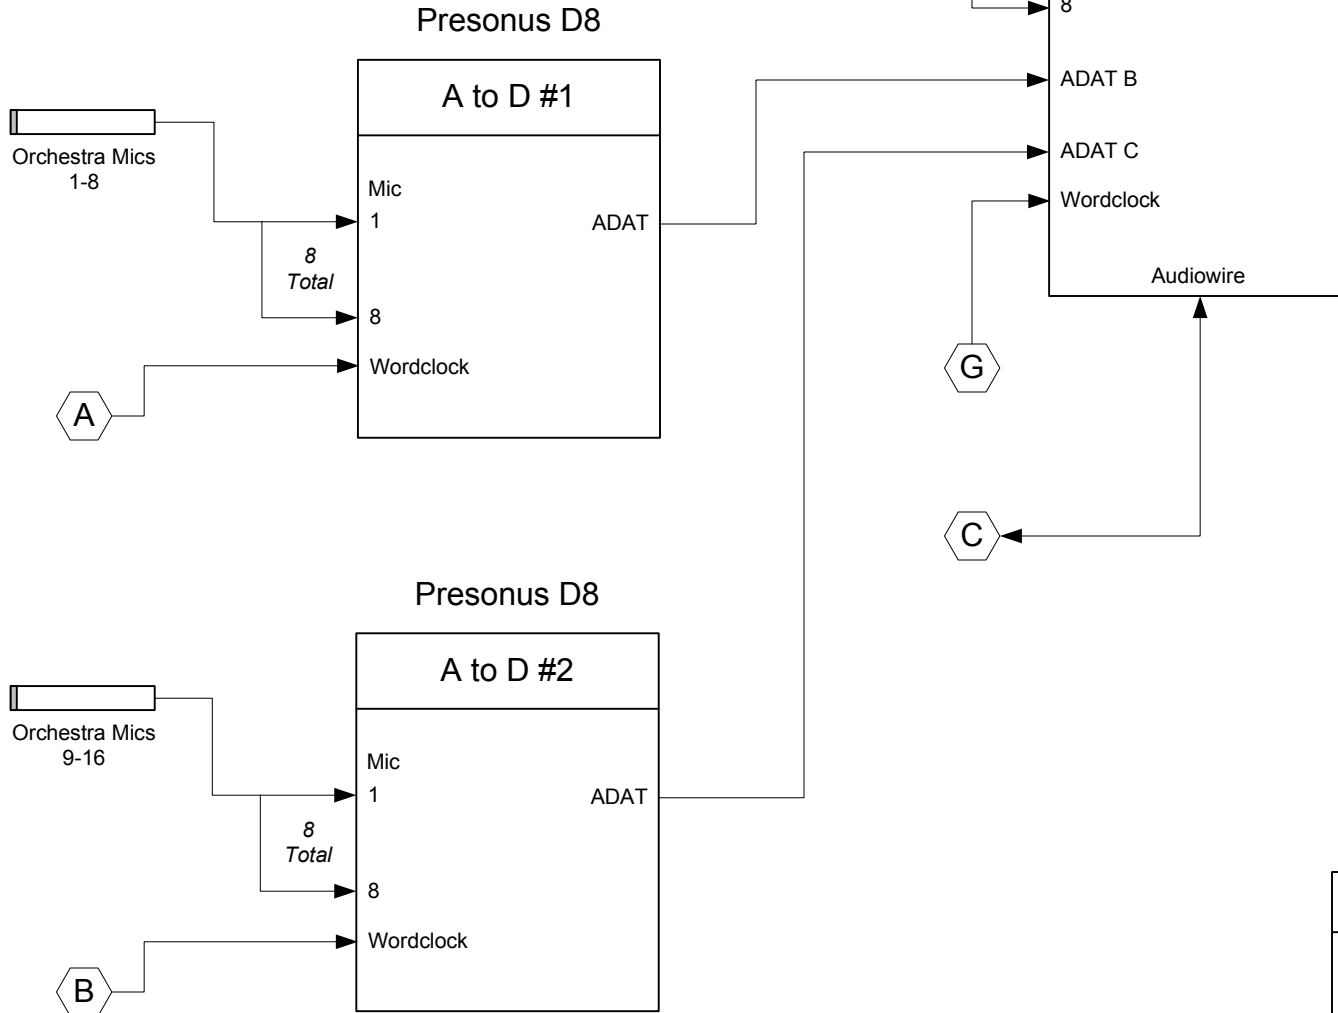 Presonus D8
A to D #1
Orchestra Mics
1-8
Mic
1
8
Total
8
Wordclock
ADAT
A
8
ADAT B
ADAT C
Wordclock
Audiowire
G
C
Presonus D8
A to D #2
Orchestra Mics
9-16
Mic
1
8
Total
8
Wordclock
ADAT
B